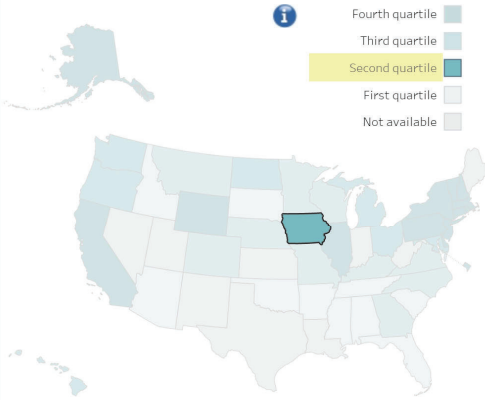 Fourth quartile
Third quartile
Second quartile
First quartile
Not available